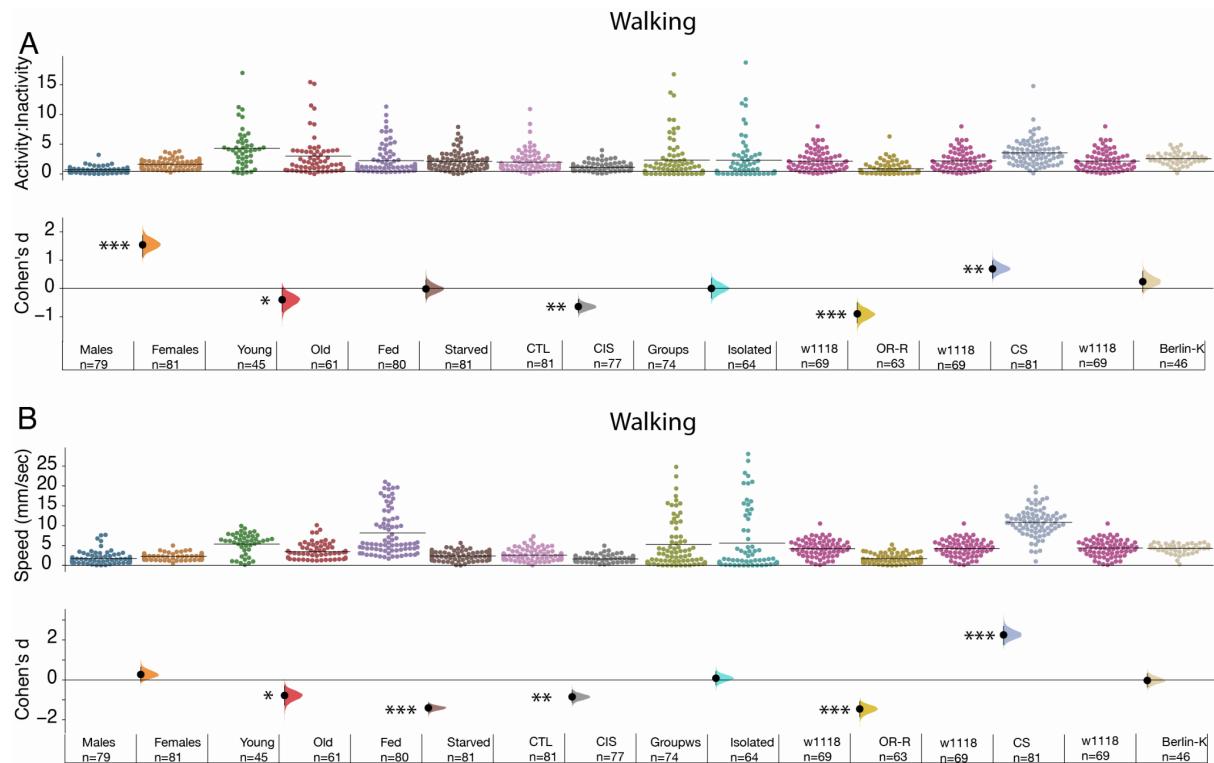 Walking
A
Activity:Inactivity
15
10
5
0
Cohen's d
2
1
0
−1
***
*
**
***
**
Males Females Young Old Fed Starved CTL CIS Groups Isolated w1118 OR-R w1118 CS w1118 Berlin-K
n=79 n=81 n=45 n=61 n=80 n=81 n=81 n=77 n=74 n=64 n=69 n=63 n=69 n=81 n=69 n=46
B
Walking
Speed (mm/sec)
25
20
15
10
5
0
Cohen's d
2
0
−2
*
***
**
***
***
Males Females Young Old Fed Starved CTL CIS Groupws Isolated w1118 OR-R w1118 CS w1118 Berlin-K
n=79 n=81 n=45 n=61 n=80 n=81 n=81 n=77 n=74 n=64 n=69 n=63 n=69 n=81 n=69 n=46